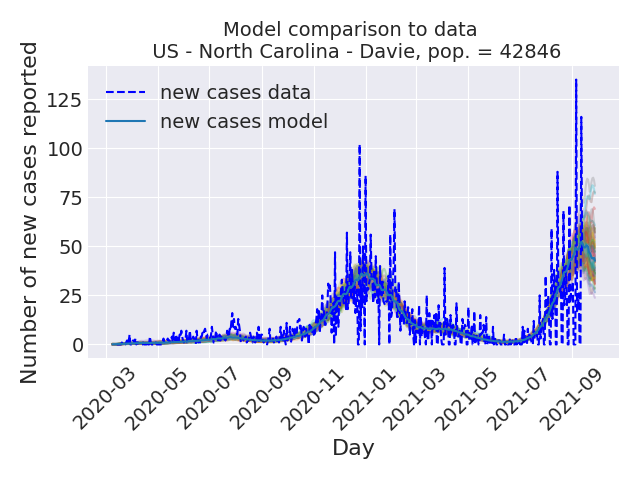 Model comparison to data
US - North Carolina - Davie, pop. = 42846
Number of new cases reported
new cases data
new cases model
125
100
75
50
25
0
2020-03
2020-05
2020-07
2020-09
2020-11
2021-01
2021-03
2021-05
2021-07
2021-09
Day